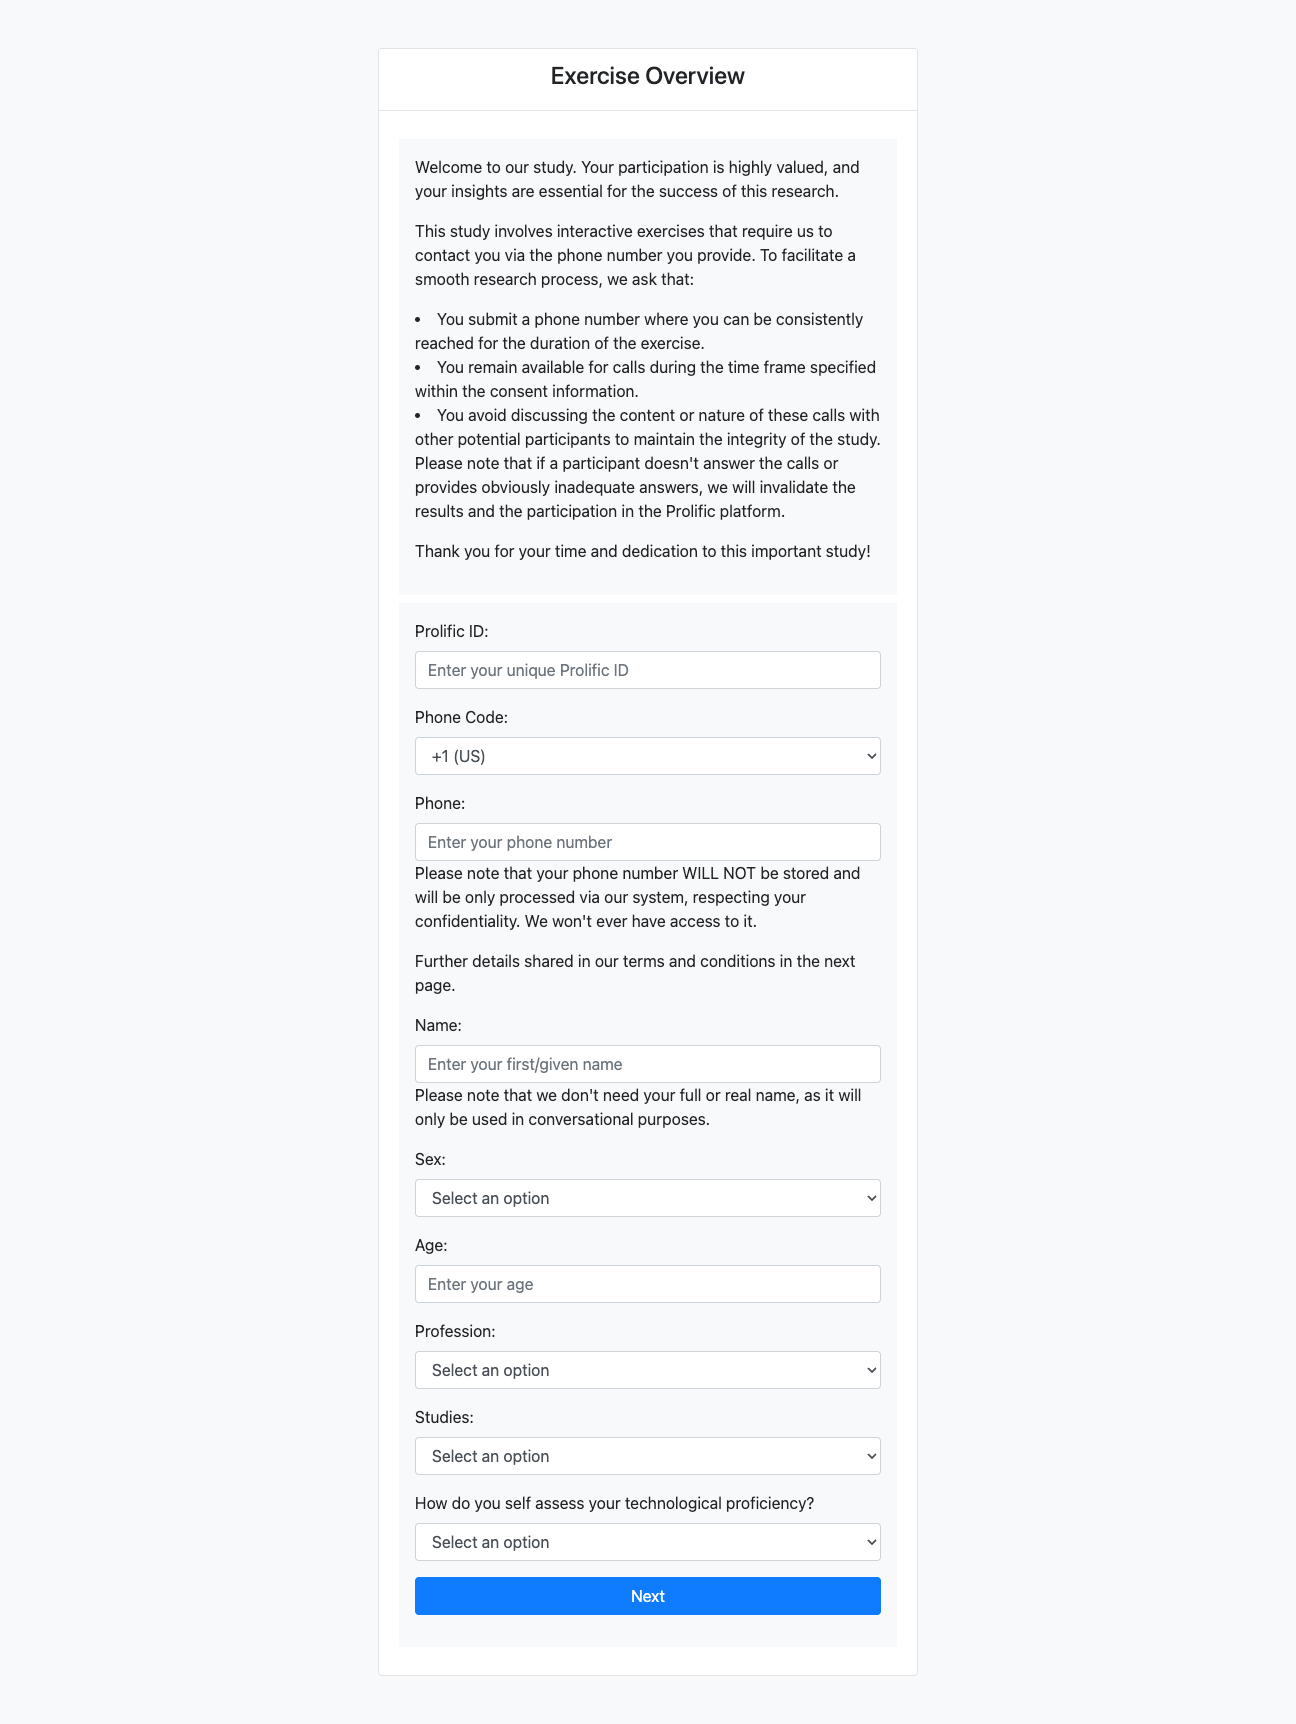 Exercise Overview
Welcome to our study. Your participation is highly valued, and
your insights are essential for the success of this research.
This study involves interactive exercises that require us to
contact you via the phone number you provide. To facilitate a
smooth research process, we ask that:
• You submit a phone number where you can be consistently
reached for the duration of the exercise.
• You remain available for calls during the time frame specified
within the consent information.
• You avoid discussing the content or nature of these calls with
other potential participants to maintain the integrity of the study.
Please note that if a participant doesn't answer the calls or
provides obviously inadequate answers, we will invalidate the
results and the participation in the Prolific platform.
Thank you for your time and dedication to this important study!
Prolific ID:
Enter your unique Prolific ID
Phone Code:
+1 (US)
Phone:
Enter your phone number
Please note that your phone number WILL NOT be stored and
will be only processed via our system, respecting your
confidentiality. We won't ever have access to it.
Further details shared in our terms and conditions in the next
page.
Name:
Enter your first/given name
Please note that we don't need your full or real name, as it will
only be used in conversational purposes.
Sex:
Select an option
Age:
Enter your age
Profession:
Select an option
Studies:
Select an option
How do you self assess your technological proficiency?
Select an option
Next